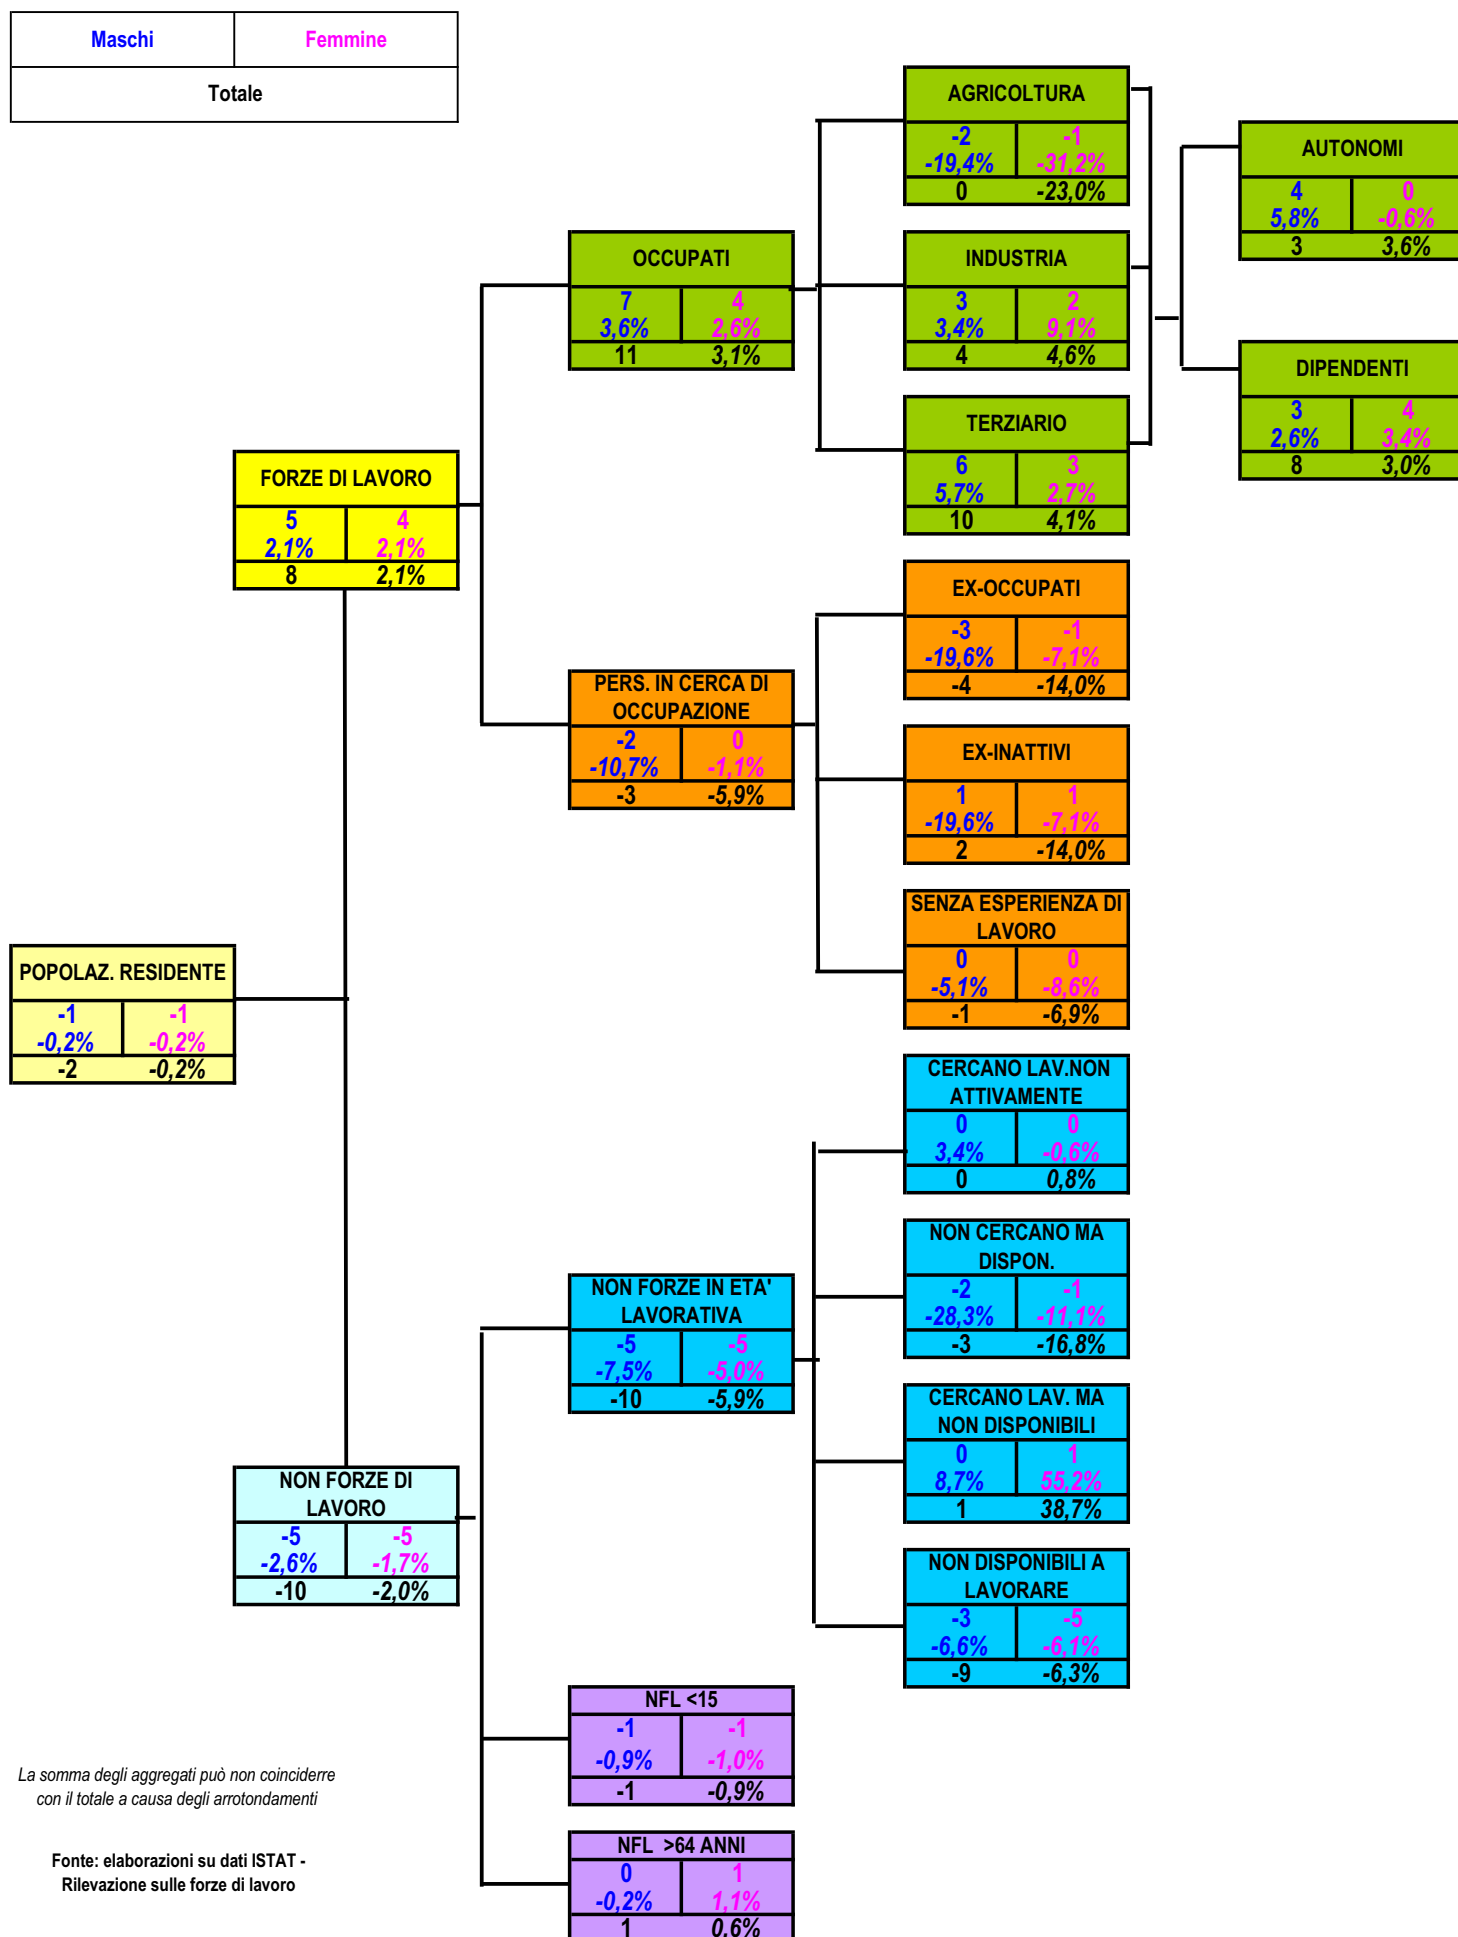 Maschi Femmine
Totale
AGRICOLTURA
-2 -1
-19,4% -31,2%
0 -23,0%
AUTONOMI
4 0
5,8% -0,6%
3 3,6%
OCCUPATI
7 4
3,6% 2,6%
11 3,1%
INDUSTRIA
3 2
3,4% 9,1%
4 4,6%
DIPENDENTI
3 4
2,6% 3,4%
8 3,0%
TERZIARIO
6 3
5,7% 2,7%
10 4,1%
FORZE DI LAVORO
5 4
2,1% 2,1%
8 2,1%
EX-OCCUPATI
-3 -1
-19,6% -7,1%
-4 -14,0%
PERS. IN CERCA DI
OCCUPAZIONE
-2 0
-10,7% -1,1%
-3 -5,9%
EX-INATTIVI
1 1
-19,6% -7,1%
2 -14,0%
SENZA ESPERIENZA DI
LAVORO
0 0
-5,1% -8,6%
-1 -6,9%
POPOLAZ. RESIDENTE
-1 -1
-0,2% -0,2%
-2 -0,2%
CERCANO LAV.NON
ATTIVAMENTE
0 0
3,4% -0,6%
0 0,8%
NON CERCANO MA
DISPON.
-2 -1
-28,3% -11,1%
-3 -16,8%
NON FORZE IN ETA'
LAVORATIVA
-5 -5
-7,5% -5,0%
-10 -5,9%
CERCANO LAV. MA
NON DISPONIBILI
0 1
8,7% 55,2%
1 38,7%
NON FORZE DI
LAVORO
-5 -5
-2,6% -1,7%
-10 -2,0%
NON DISPONIBILI A
LAVORARE
-3 -5
-6,6% -6,1%
-9 -6,3%
NFL <15
-1 -1
-0,9% -1,0%
-1 -0,9%
La somma degli aggregati può non coinciderre
con il totale a causa degli arrotondamenti
NFL >64 ANNI
0 1
-0,2% 1,1%
1 0,6%
Fonte: elaborazioni su dati ISTAT -
Rilevazione sulle forze di lavoro